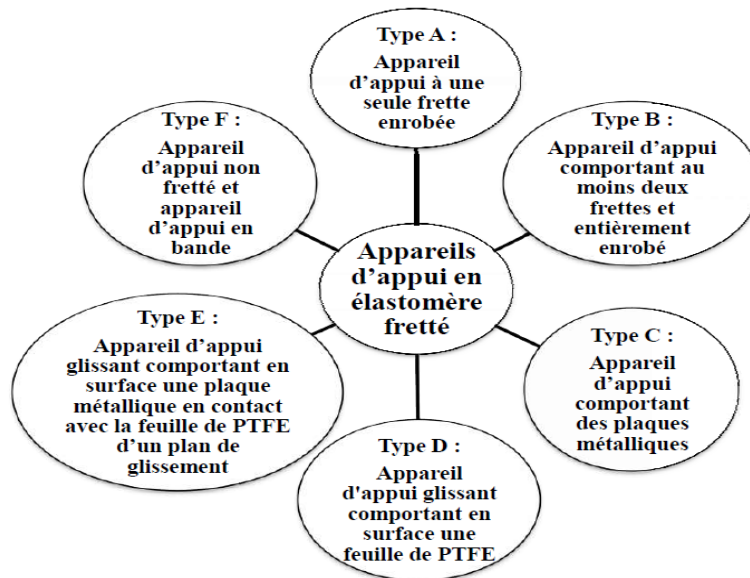 Type A :
Appareil
d’appui à une
seule frette
enrobée
Type B :
Appareil d’appui
comportant au
moins deux
frettes et
entièrement
enrobé
Type C :
Appareil
d’appui
comportant
des plaques
métalliques
Type D :
Appareil
d'appui glissant
comportant en
surface une
feuille de PTFE
Type E :
Appareil d’appui
glissant comportant en
surface une plaque
métallique en contact
avec la feuille de PTFE
d’un plan de
glissement
Type F :
Appareil
d’appui non
fretté et
appareil
d’appui en
bande
Appareils
d’appui en
élastomère
fretté